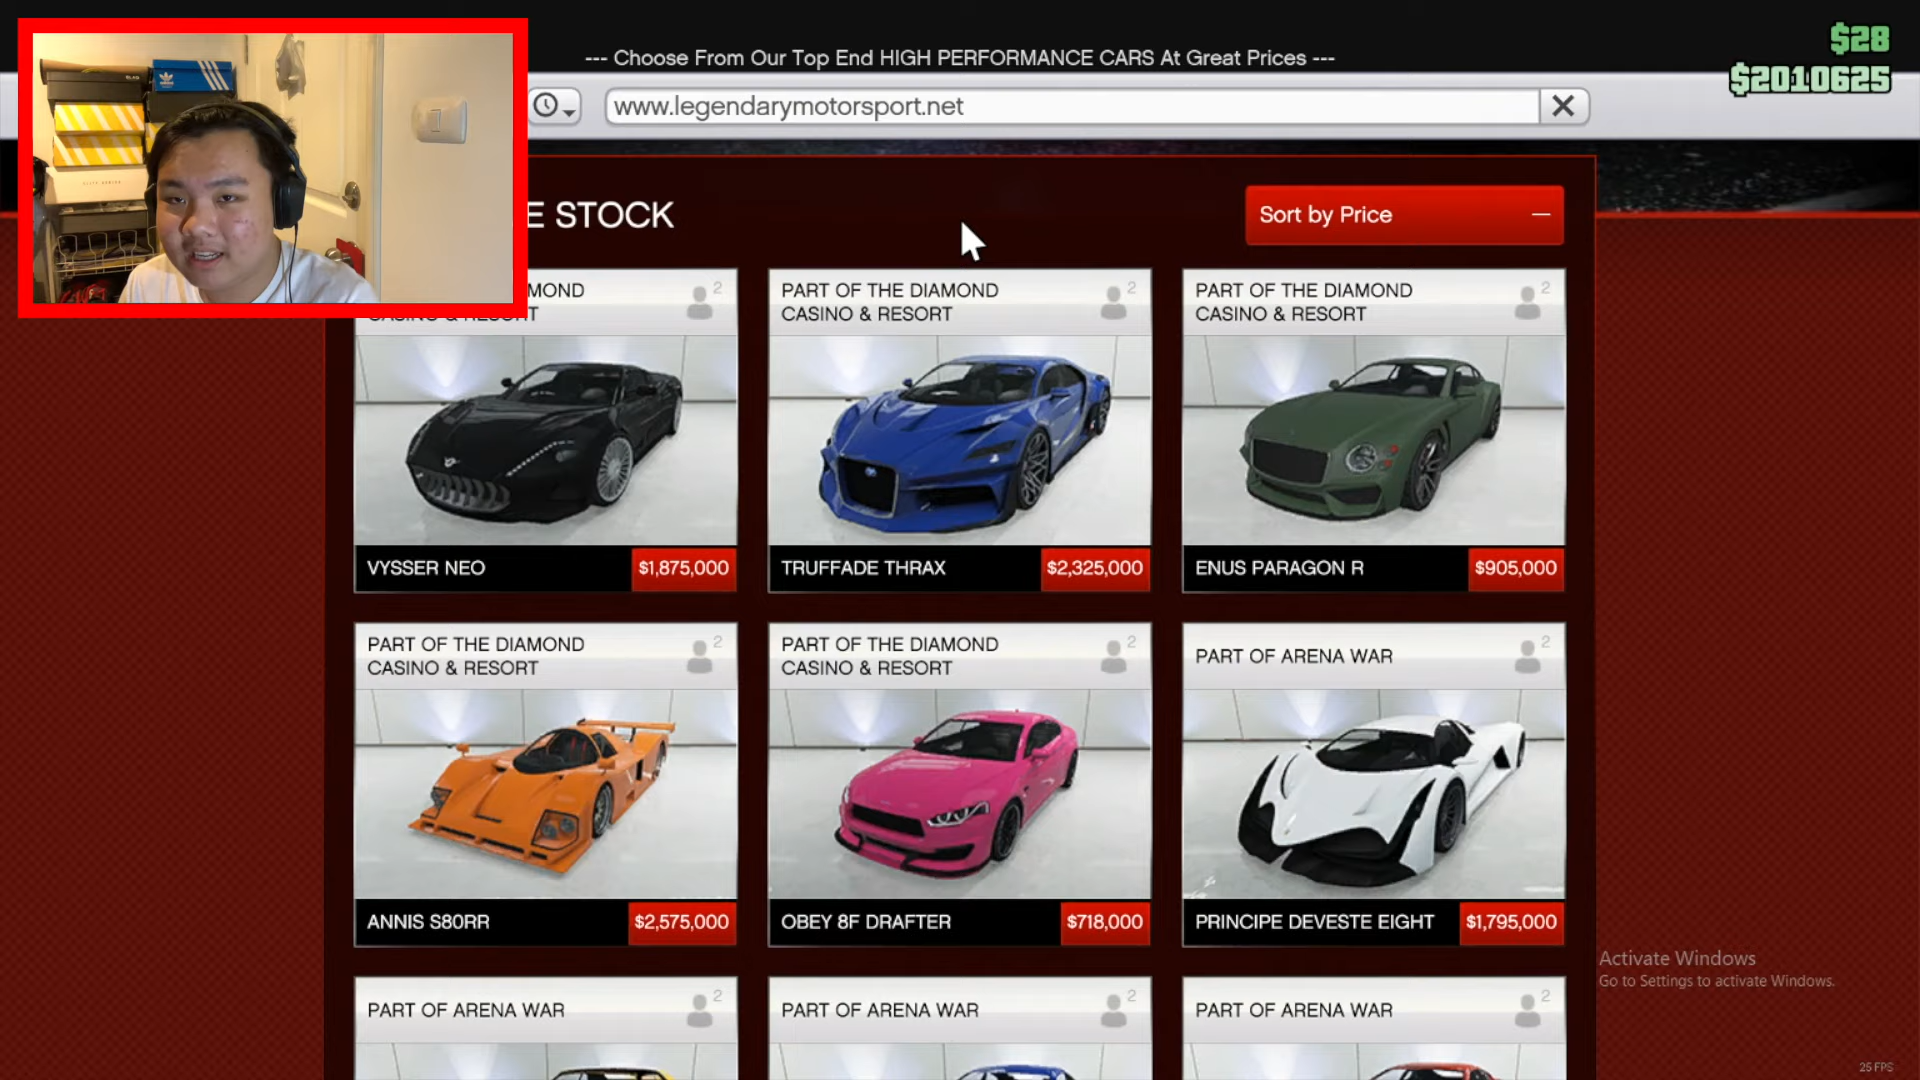 --- Choose From Our Top End HIGH PERFORMANCE CARS At Great Prices ---
$28
$2010625
www.legendarymotorsport.net
E STOCK
Sort by Price
MOND
CASINO & RESORT
2
PART OF THE DIAMOND
CASINO & RESORT
2
PART OF THE DIAMOND
CASINO & RESORT
2
VYSSER NEO
$1,875,000
TRUFFADE THRAX
$2,325,000
ENUS PARAGON R
$905,000
PART OF THE DIAMOND
CASINO & RESORT
2
PART OF THE DIAMOND
CASINO & RESORT
2
PART OF ARENA WAR
2
ANNIS S80RR
$2,575,000
OBEY 8F DRAFTER
$718,000
PRINCIPE DEVESTE EIGHT
$1,795,000
Activate Windows
Go to Settings to activate Windows.
PART OF ARENA WAR
2
PART OF ARENA WAR
2
PART OF ARENA WAR
2
25 FPS